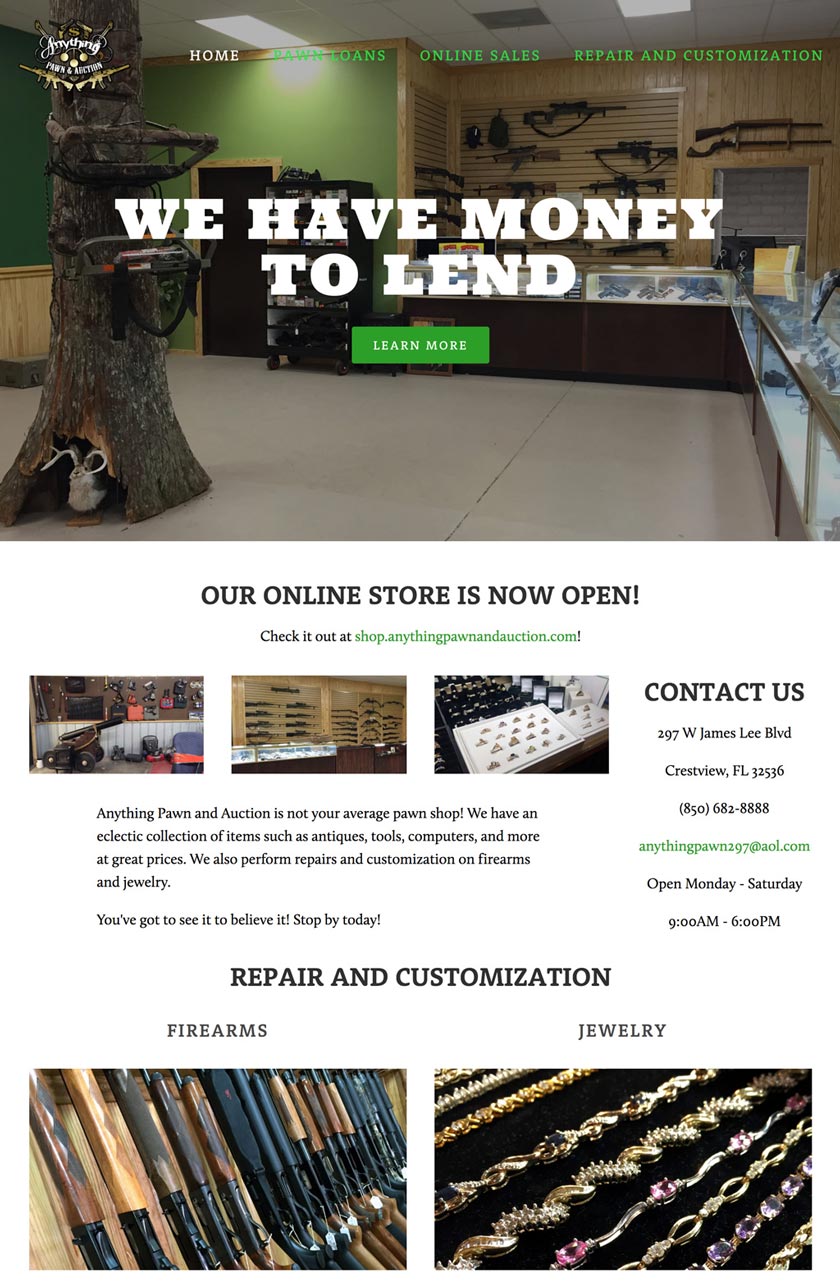 Anything
PAWN & AUCTION
HOME PAWN LOANS ONLINE SALES REPAIR AND CUSTOMIZATION
WE HAVE MONEY
TO LEND
LEARN MORE
OUR ONLINE STORE IS NOW OPEN!
Check it out at shop.anythingpawnandauction.com!
Anything Pawn and Auction is not your average pawn shop! We have an
eclectic collection of items such as antiques, tools, computers, and more
at great prices. We also perform repairs and customization on firearms
and jewelry.
You've got to see it to believe it! Stop by today!
CONTACT US
297 W James Lee Blvd
Crestview, FL 32536
(850) 682-8888
anythingpawn297@aol.com
Open Monday - Saturday
9:00AM - 6:00PM
REPAIR AND CUSTOMIZATION
FIREARMS
JEWELRY